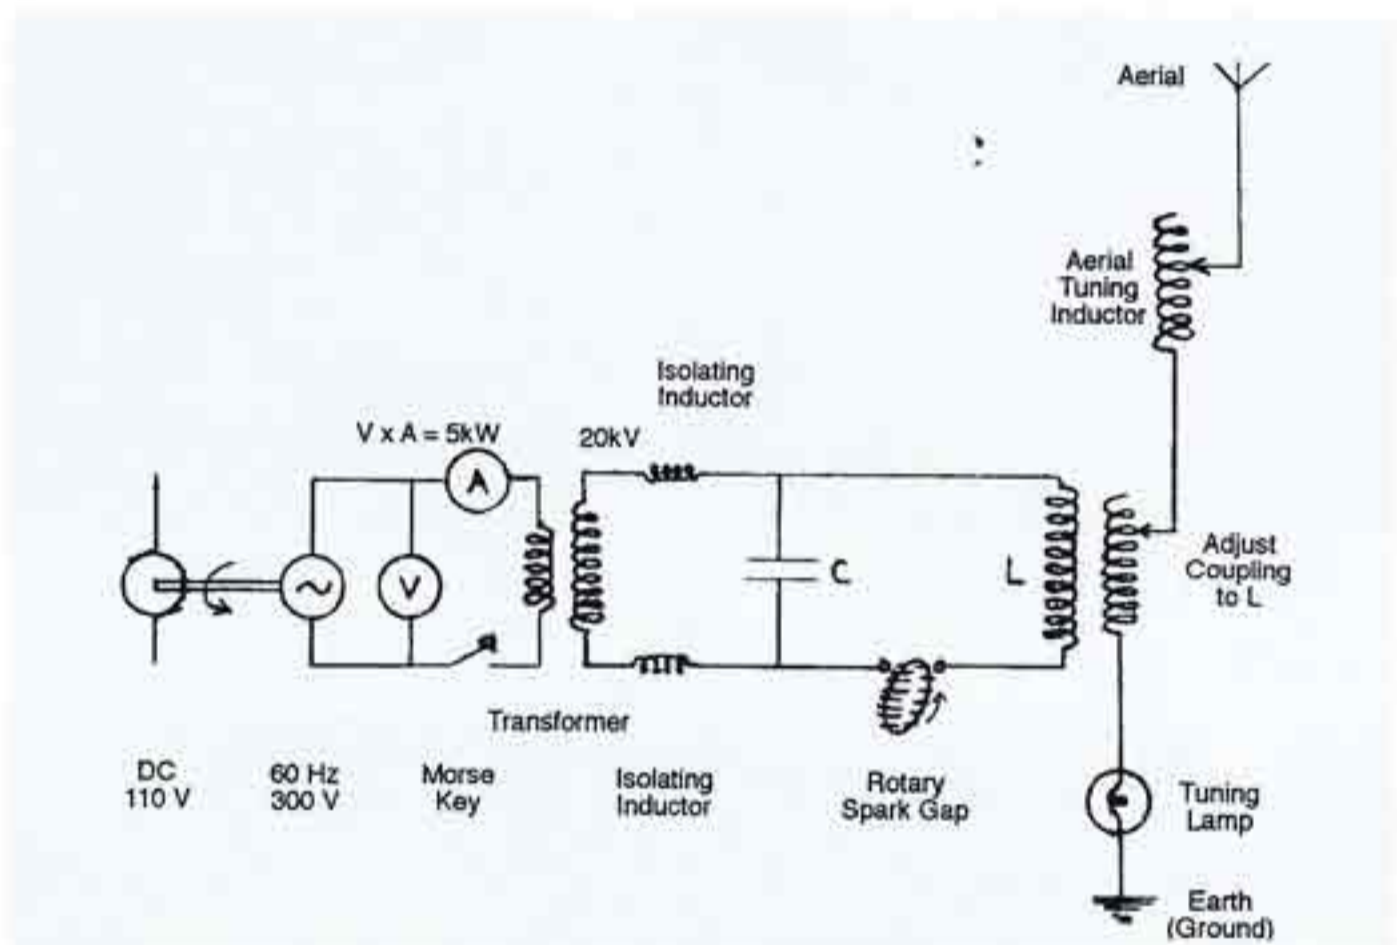 Aerial
Aerial
Tuning
Inductor
Isolating
Inductor
V x A = 5kW
20kV
A
V
C
L
Adjust
Coupling
to L
Transformer
DC
110 V
60 Hz
300 V
Morse
Key
Isolating
Inductor
Rotary
Spark Gap
Tuning
Lamp
Earth
(Ground)